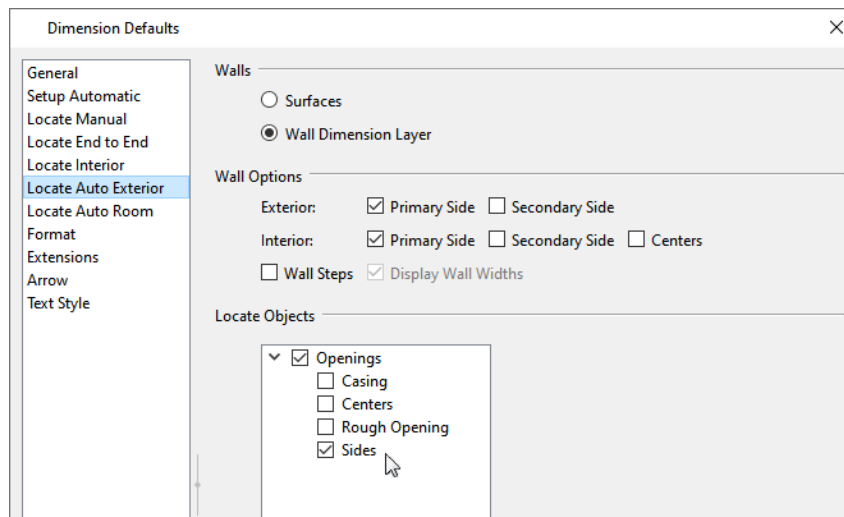 Dimension Defaults
General
Setup Automatic
Locate Manual
Locate End to End
Locate Interior
Locate Auto Exterior
Locate Auto Room
Format
Extensions
Arrow
Text Style
Walls
Surfaces
Wall Dimension Layer
Wall Options
Exterior: Primary Side Secondary Side
Interior: Primary Side Secondary Side Centers
Wall Steps Display Wall Widths
Locate Objects
Openings
Casing
Centers
Rough Opening
Sides